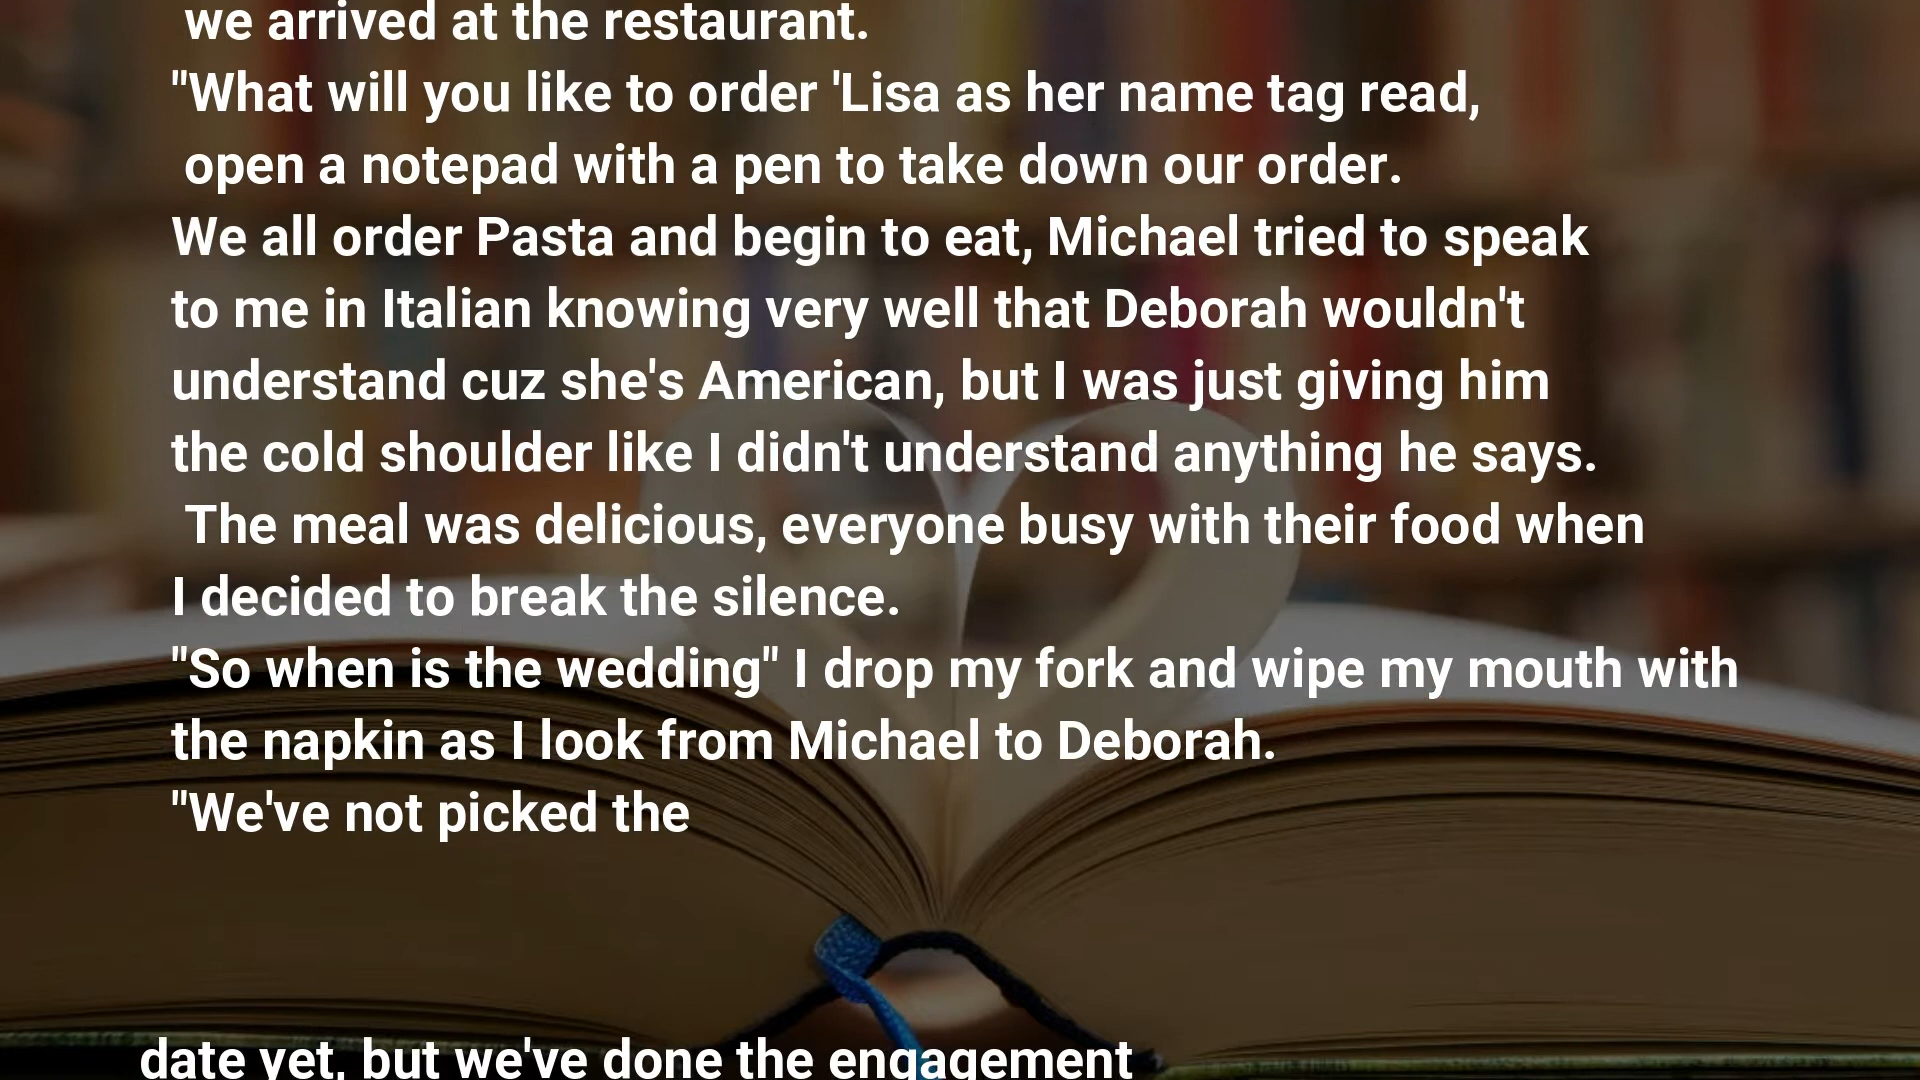 we arrived at the restaurant.
"What will you like to order 'Lisa as her name tag read,
open a notepad with a pen to take down our order.
We all order Pasta and begin to eat, Michael tried to speak
to me in Italian knowing very well that Deborah wouldn't
understand cuz she's American, but I was just giving him
the cold shoulder like I didn't understand anything he says.
The meal was delicious, everyone busy with their food when
I decided to break the silence.
"So when is the wedding" I drop my fork and wipe my mouth with
the napkin as I look from Michael to Deborah.
"We've not picked the
date yet, but we've done the engagement